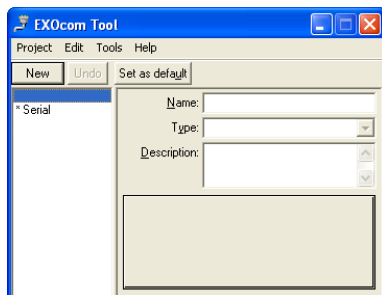 EXOcom Tool
Project Edit Tools Help
New Undo Set as default
* Serial
Name:
Type:
Description: